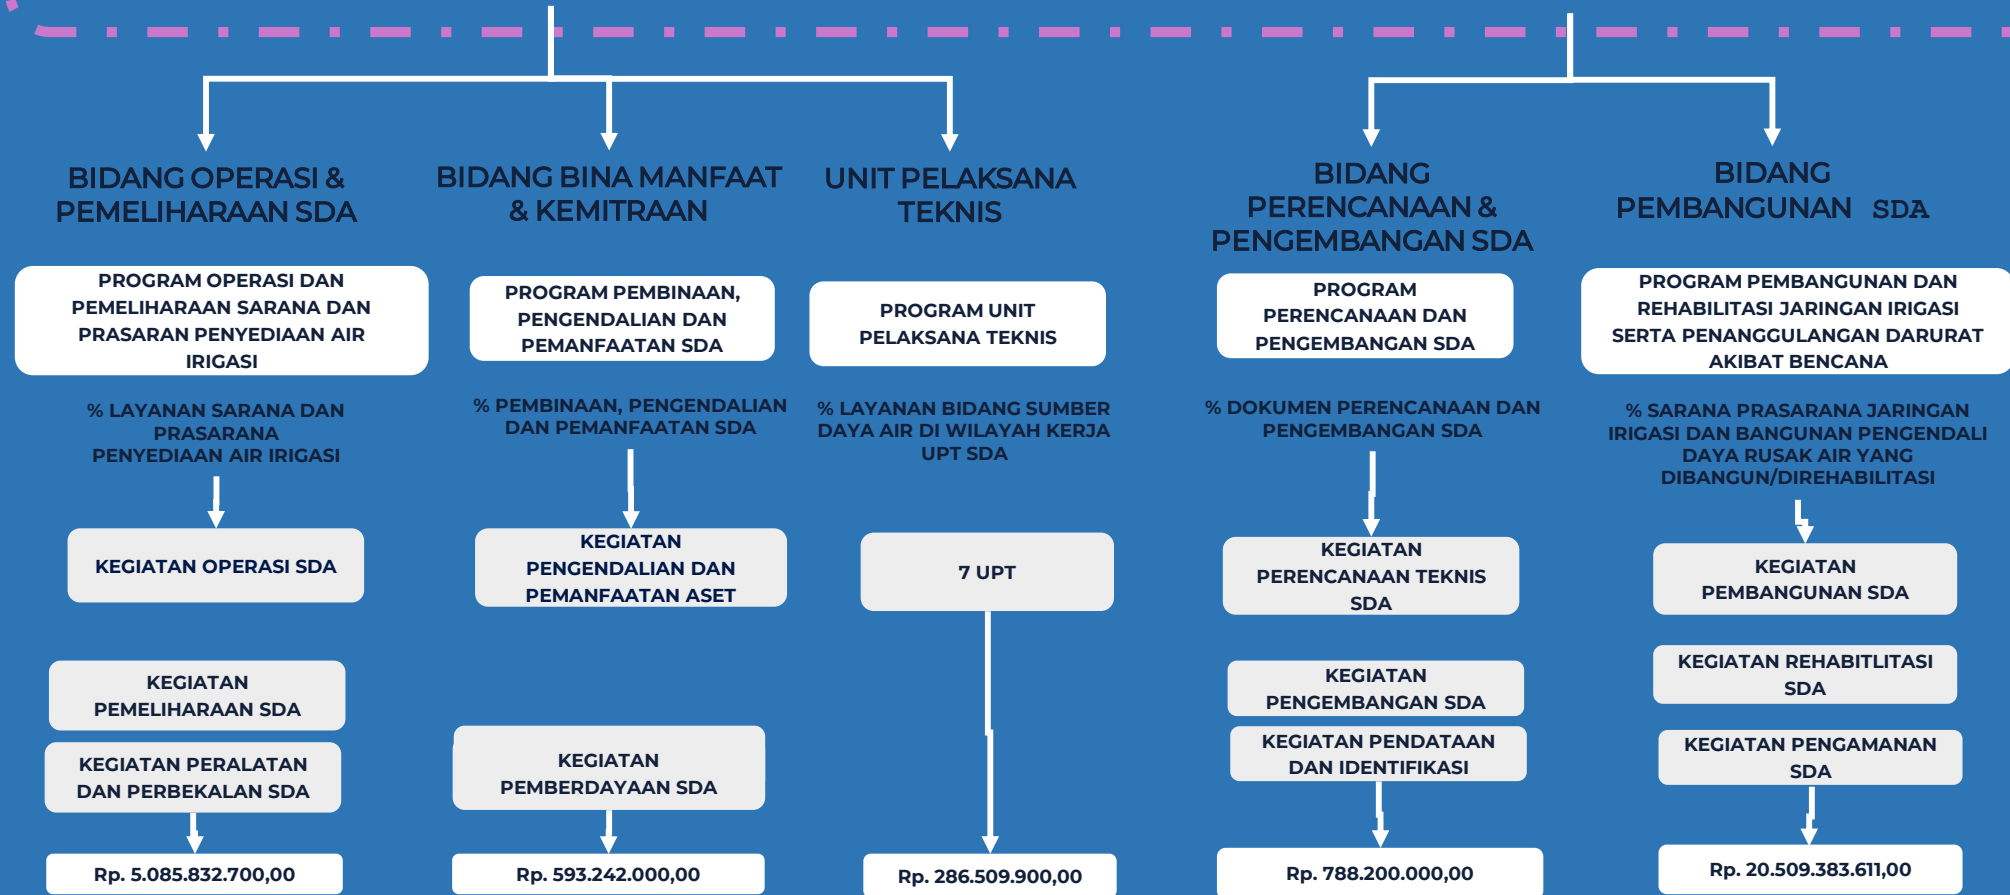 BIDANG OPERASI &
PEMELIHARAAN SDA
PROGRAM OPERASI DAN
PEMELIHARAAN SARANA DAN
PRASARAN PENYEDIAAN AIR
IRIGASI
% LAYANAN SARANA DAN
PRASARANA
PENYEDIAAN AIR IRIGASI
KEGIATAN OPERASI SDA
KEGIATAN
PEMELIHARAAN SDA
KEGIATAN PERALATAN
DAN PERBEKALAN SDA
Rp. 5.085.832.700,00
BIDANG BINA MANFAAT
& KEMITRAAN
PROGRAM PEMBINAAN,
PENGENDALIAN DAN
PEMANFAATAN SDA
% PEMBINAAN, PENGENDALIAN
DAN PEMANFAATAN SDA
KEGIATAN
PENGENDALIAN DAN
PEMANFAATAN ASET
KEGIATAN
PEMBERDAYAAN SDA
Rp. 593.242.000,00
UNIT PELAKSANA
TEKNIS
PROGRAM UNIT
PELAKSANA TEKNIS
% LAYANAN BIDANG SUMBER
DAYA AIR DI WILAYAH KERJA
UPT SDA
7 UPT
Rp. 286.509.900,00
BIDANG
PERENCANAAN &
PENGEMBANGAN SDA
PROGRAM
PERENCANAAN DAN
PENGEMBANGAN SDA
% DOKUMEN PERENCANAAN DAN
PENGEMBANGAN SDA
KEGIATAN
PERENCANAAN TEKNIS
SDA
KEGIATAN
PENGEMBANGAN SDA
KEGIATAN PENDATAAN
DAN IDENTIFIKASI
Rp. 788.200.000,00
BIDANG
PEMBANGUNAN SDA
PROGRAM PEMBANGUNAN DAN
REHABILITASI JARINGAN IRIGASI
SERTA PENANGGULANGAN DARURAT
AKIBAT BENCANA
% SARANA PRASARANA JARINGAN
IRIGASI DAN BANGUNAN PENGENDALI
DAYA RUSAK AIR YANG
DIBANGUN/DIREHABILITASI
KEGIATAN
PEMBANGUNAN SDA
KEGIATAN REHABITLITASI
SDA
KEGIATAN PENGAMANAN
SDA
Rp. 20.509.383.611,00